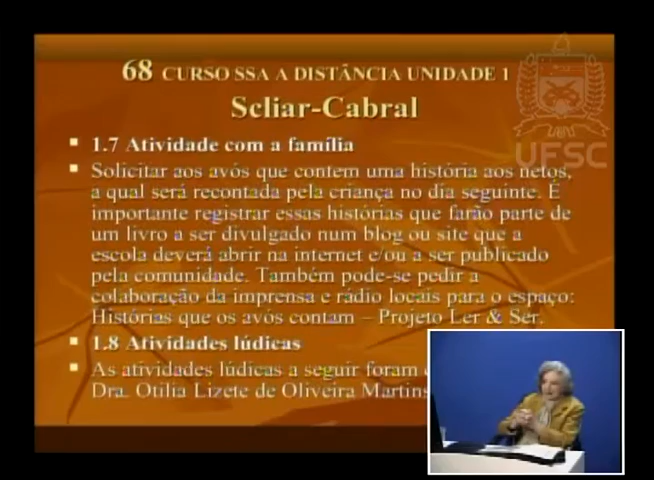 68 CURSO SSA A DISTÂNCIA UNIDADE 1
Scliar-Cabral
UFSC
1.7 Atividade com a família
Solicitar aos avós que contem uma história aos netos,
a qual será recontada pela criança no dia seguinte. É
importante registrar essas histórias que farão parte de
um livro a ser divulgado num blog ou site que a
escola deverá abrir na internet e/ou a ser publicado
pela comunidade. Também pode-se pedir a
colaboração da imprensa e rádio locais para o espaço:
Histórias que os avós contam – Projeto Ler & Ser.
1.8 Atividades lúdicas
As atividades lúdicas a seguir foram
Dra. Otilia Lizete de Oliveira Martins